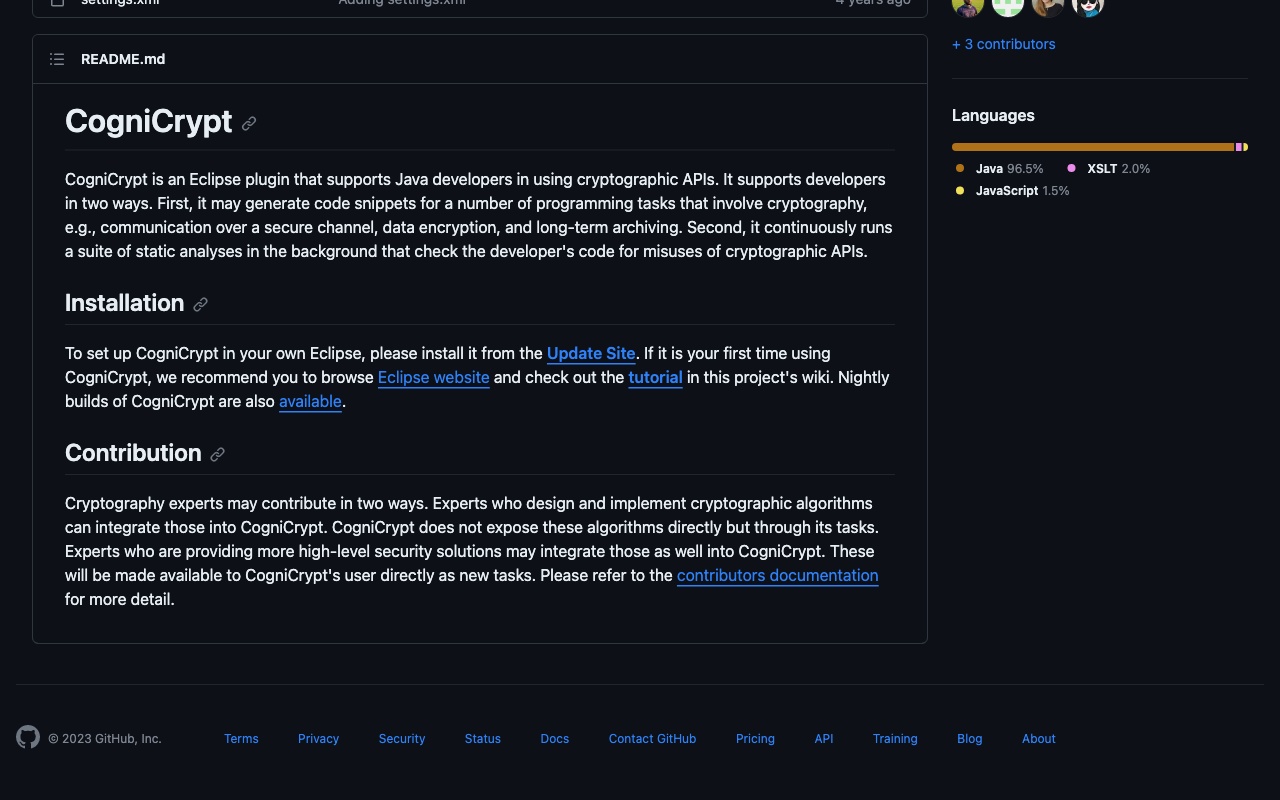 settings.xml Adding settings.xml 4 years ago
+ 3 contributors
README.md
Languages
Java 96.5% XSLT 2.0%
JavaScript 1.5%
CogniCrypt
CogniCrypt is an Eclipse plugin that supports Java developers in using cryptographic APIs. It supports developers
in two ways. First, it may generate code snippets for a number of programming tasks that involve cryptography,
e.g., communication over a secure channel, data encryption, and long-term archiving. Second, it continuously runs
a suite of static analyses in the background that check the developer's code for misuses of cryptographic APIs.
Installation
To set up CogniCrypt in your own Eclipse, please install it from the Update Site. If it is your first time using
CogniCrypt, we recommend you to browse Eclipse website and check out the tutorial in this project's wiki. Nightly
builds of CogniCrypt are also available.
Contribution
Cryptography experts may contribute in two ways. Experts who design and implement cryptographic algorithms
can integrate those into CogniCrypt. CogniCrypt does not expose these algorithms directly but through its tasks.
Experts who are providing more high-level security solutions may integrate those as well into CogniCrypt. These
will be made available to CogniCrypt's user directly as new tasks. Please refer to the contributors documentation
for more detail.
© 2023 GitHub, Inc. Terms Privacy Security Status Docs Contact GitHub Pricing API Training Blog About